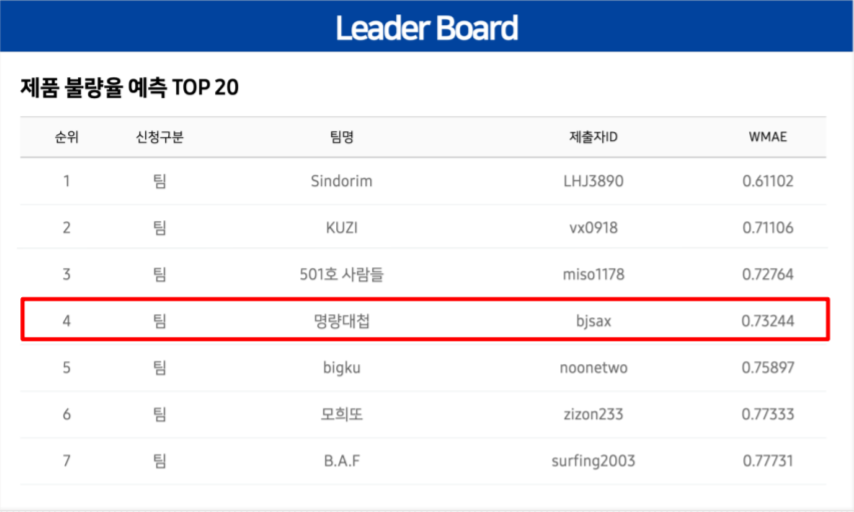 Leader Board
제품 불량율 예측 TOP 20
순위 신청구분 팀명 제출자ID WMAE
1 팀 Sindorim LHJ3890 0.61102
2 팀 KUZI vx0918 0.71106
3 팀 501호 사람들 miso1178 0.72764
4 팀 명량대첩 bjsax 0.73244
5 팀 bigku noonetwo 0.75897
6 팀 모희또 zizon233 0.77333
7 팀 B.A.F surfing2003 0.77731